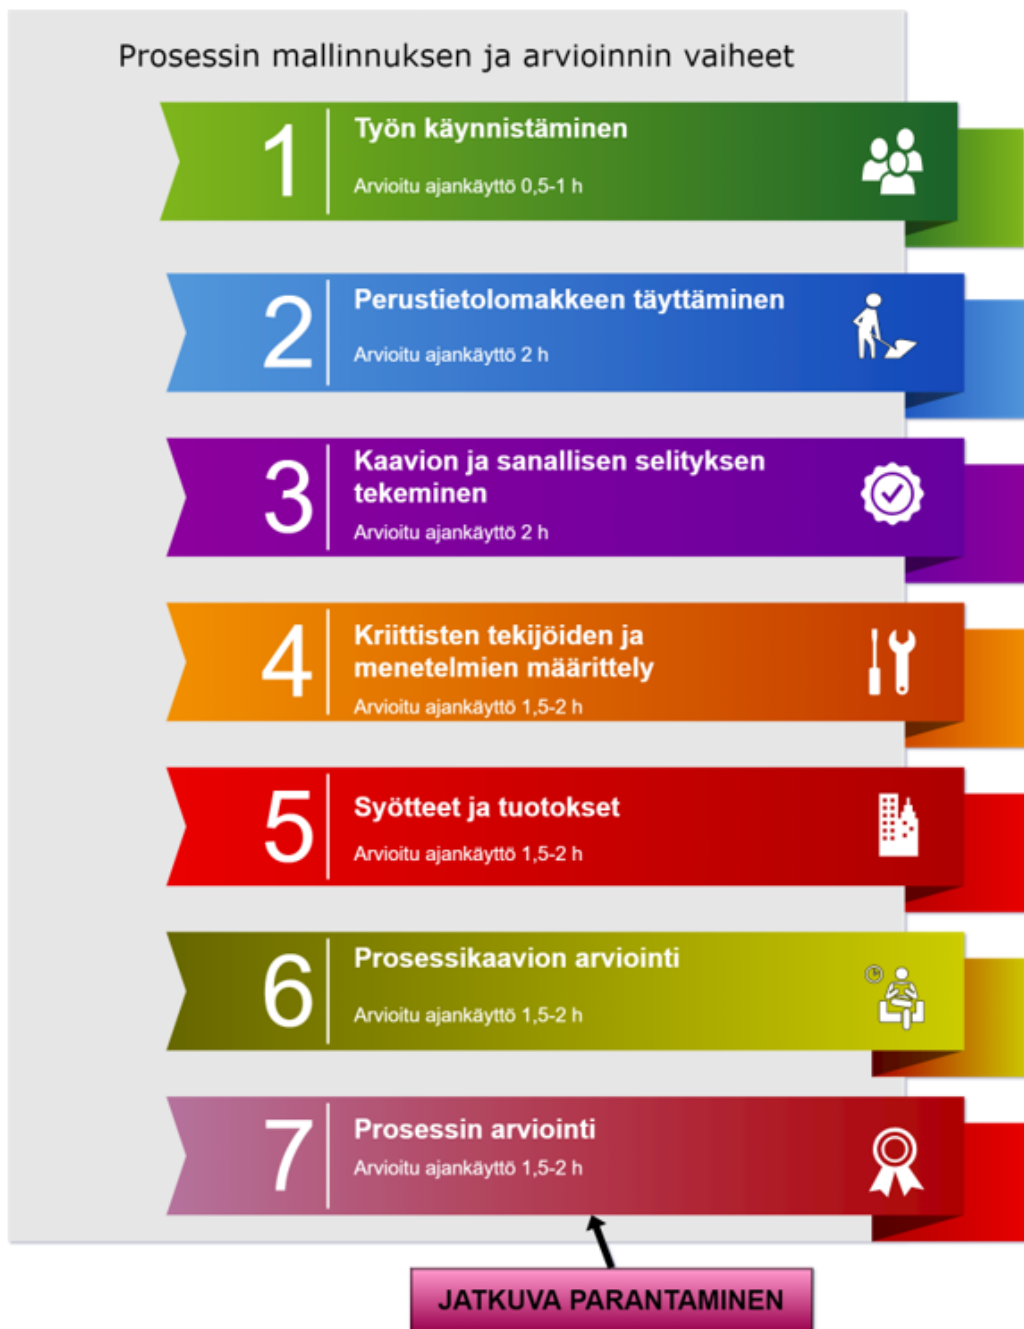 Prosessin mallinnuksen ja arvioinnin vaiheet
1
Työn käynnistäminen
Arvioitu ajankäyttö 0,5-1 h
2
Perustietolomakkeen täyttäminen
Arvioitu ajankäyttö 2 h
3
Kaavion ja sanallisen selityksen
tekeminen
Arvioitu ajankäyttö 2 h
4
Kriittisten tekijöiden ja
menetelmien määrittely
Arvioitu ajankäyttö 1,5-2 h
5
Syötteet ja tuotokset
Arvioitu ajankäyttö 1,5-2 h
6
Prosessikaavion arviointi
Arvioitu ajankäyttö 1,5-2 h
7
Prosessin arviointi
Arvioitu ajankäyttö 1,5-2 h
JATKUVA PARANTAMINEN